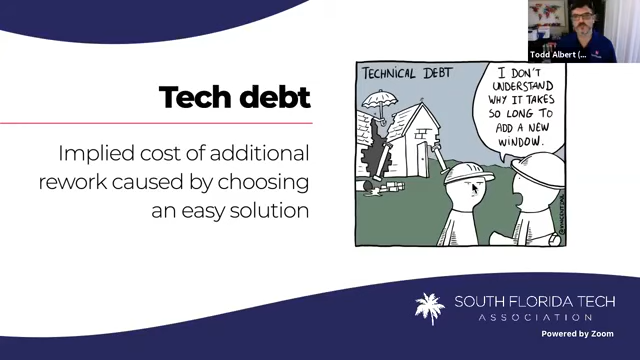 Todd Albert (...
Tech debt
Implied cost of additional
rework caused by choosing
an easy solution
TECHNICAL DEBT
I DON'T
UNDERSTAND
WHY IT TAKES
SO LONG TO
ADD A NEW
WINDOW.
SOUTH FLORIDA TECH
ASSOCIATION
Powered by Zoom